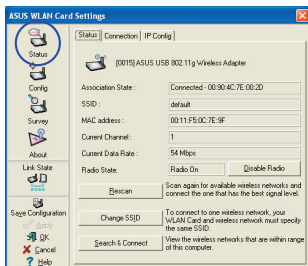 ASUS WLAN Card Settings
Status
Config
Survey
About
Link State
Save Configuration
Apply
OK
Cancel
Help
Status Connection IP Config
[0015] ASUS USB 802.11g Wireless Adapter
Association State : Connected - 00:90:4C:7E:00:2D
SSID : default
MAC address : 00:11:F5:0C:7E:9F
Current Channel : 1
Current Data Rate : 54 Mbps
Radio State: Radio On Disable Radio
Rescan Scan again for available wireless networks and
connect the one that has the best signal level.
Change SSID To connect to one wireless network, your
WLAN Card and wireless network must specify
the same SSID.
Search & Connect View the wireless networks that are within range
of this computer.